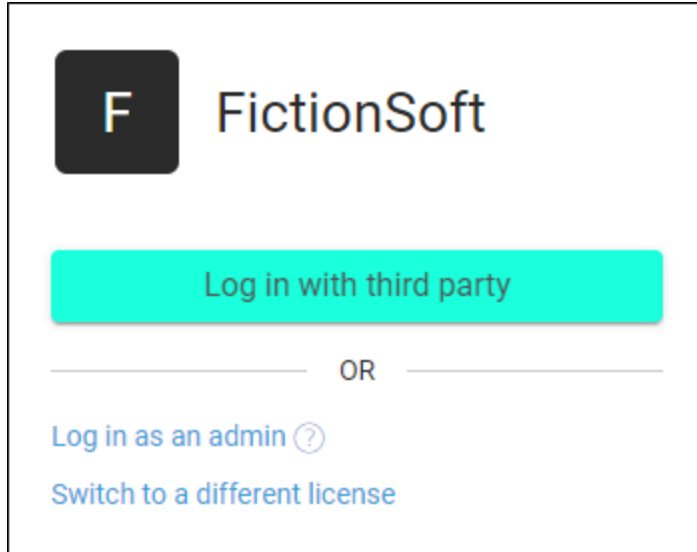 F
FictionSoft
Log in with third party
OR
Log in as an admin ?
Switch to a different license